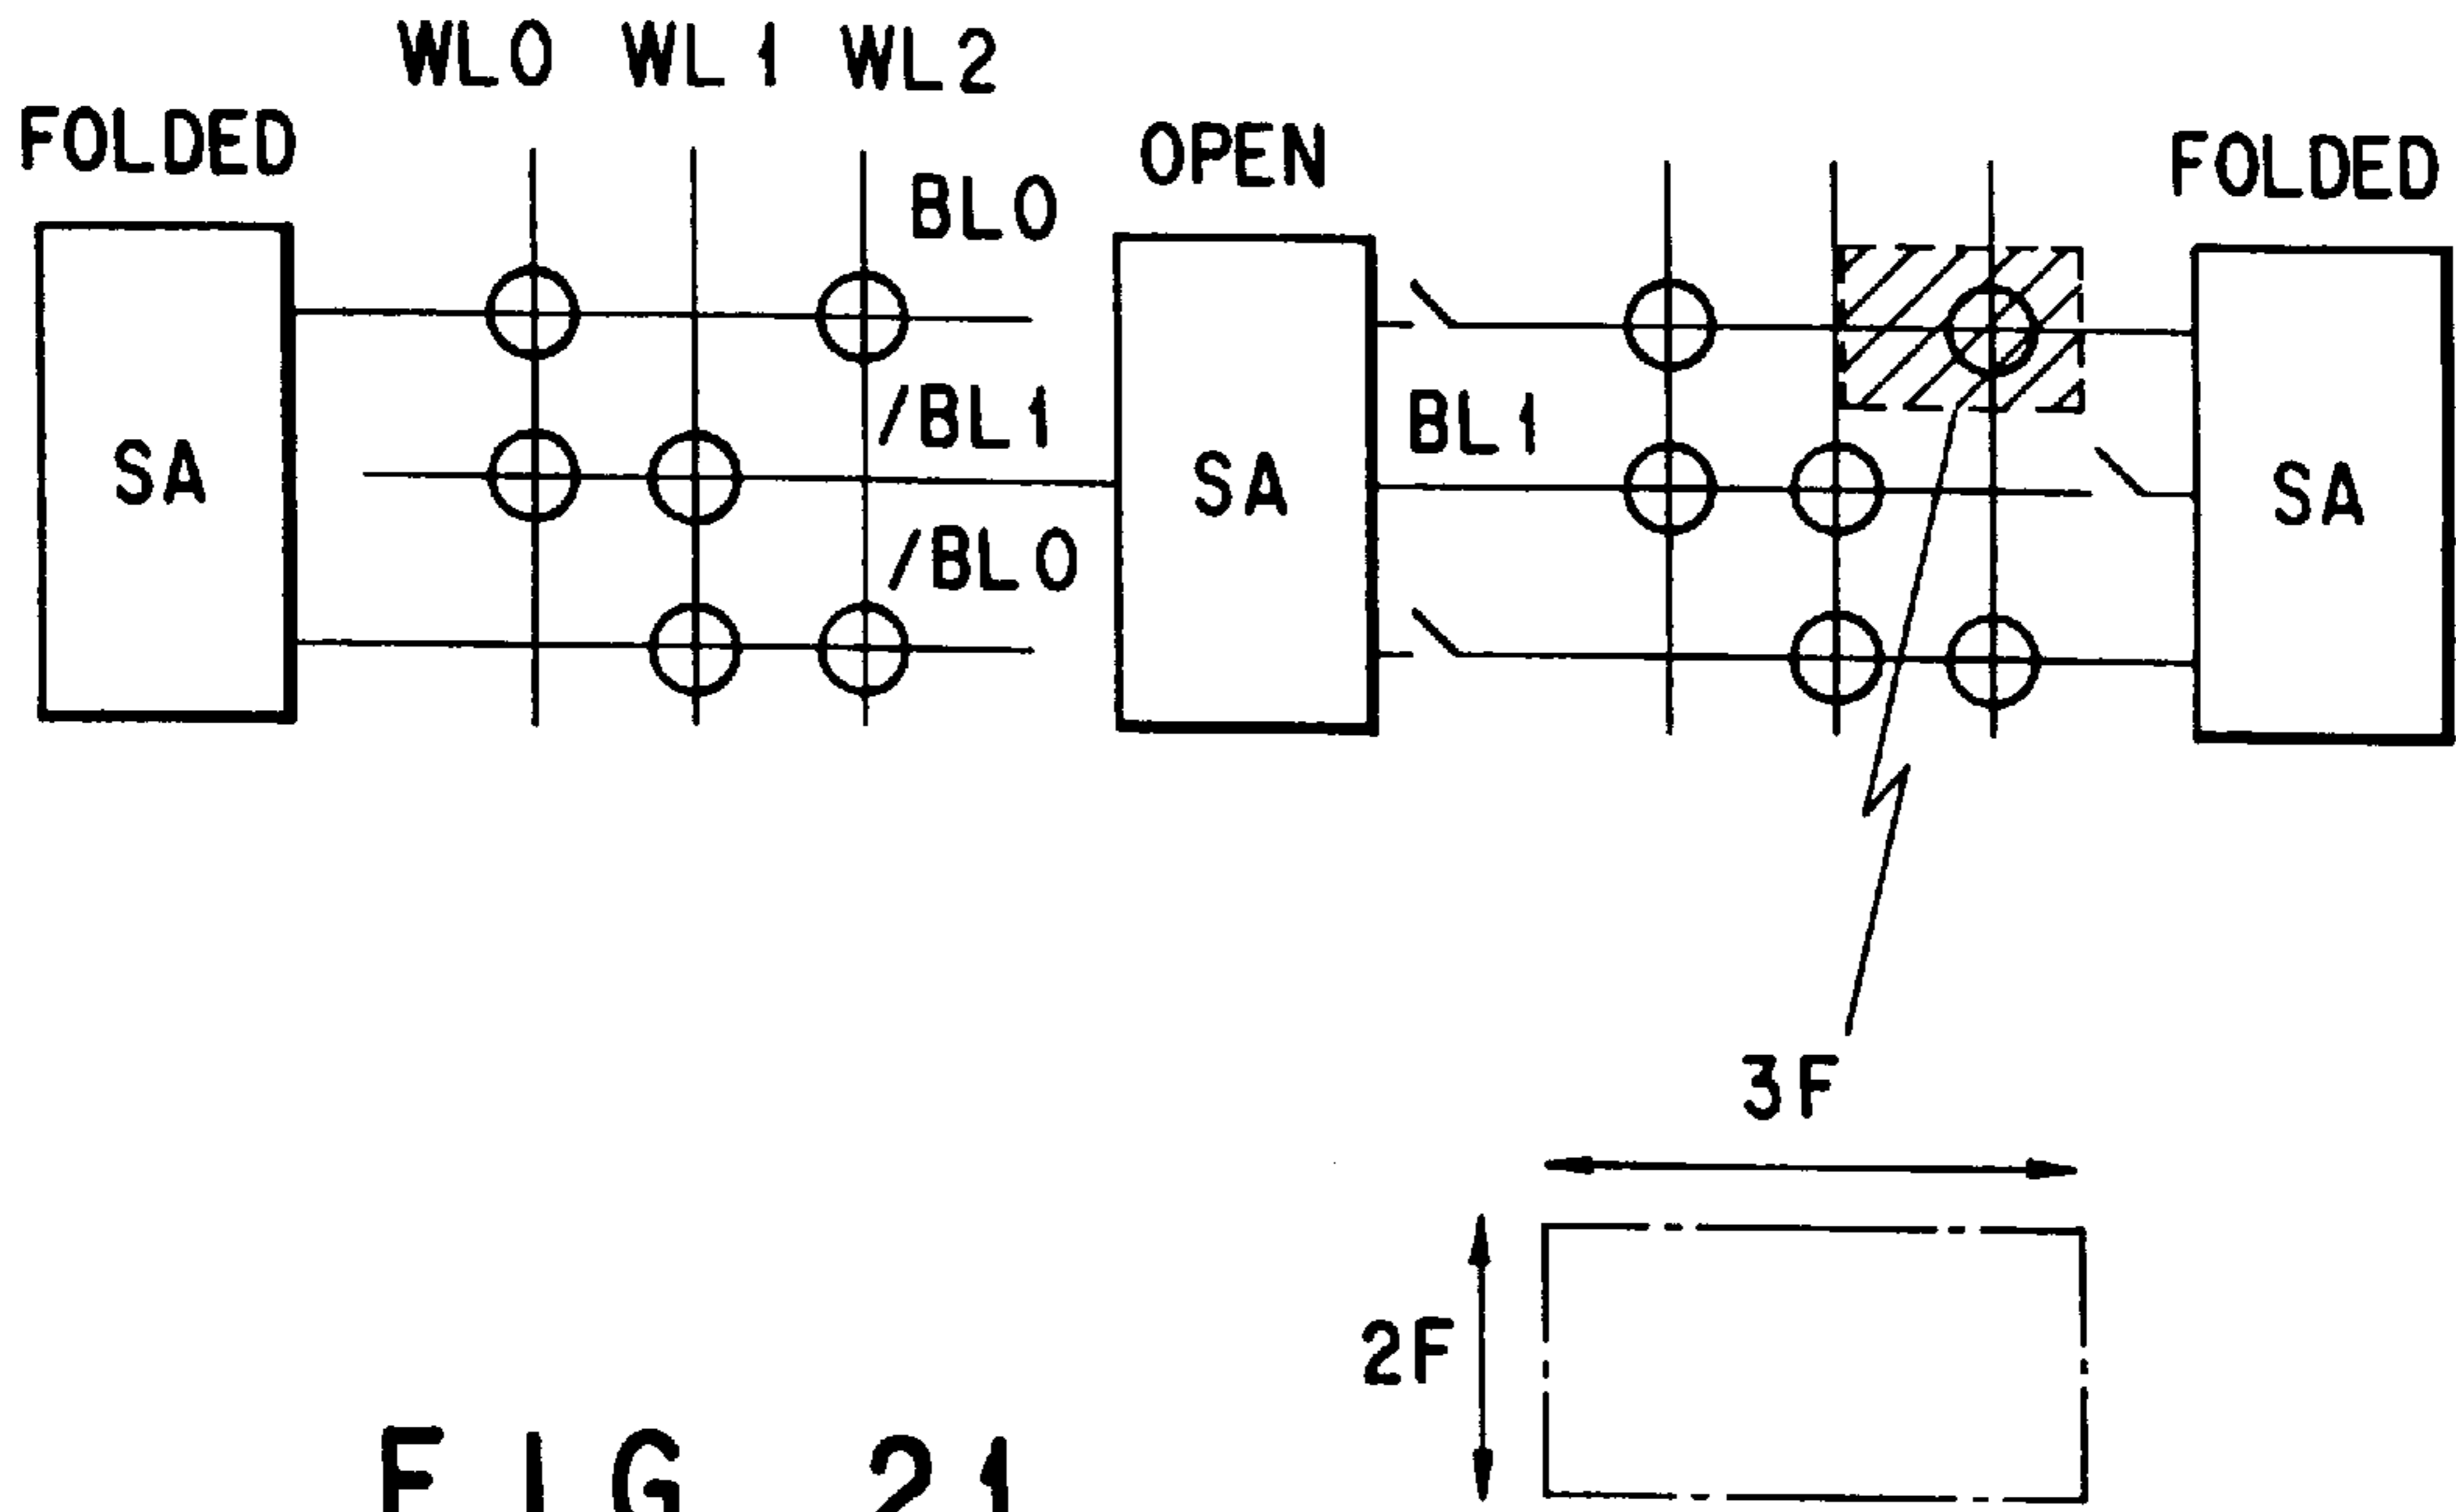 WL0 WL1 WL2
FOLDED OPEN FOLDED
BL0
/BL1 BL1
SA SA SA
/BL0
3F
2F
FIG 21